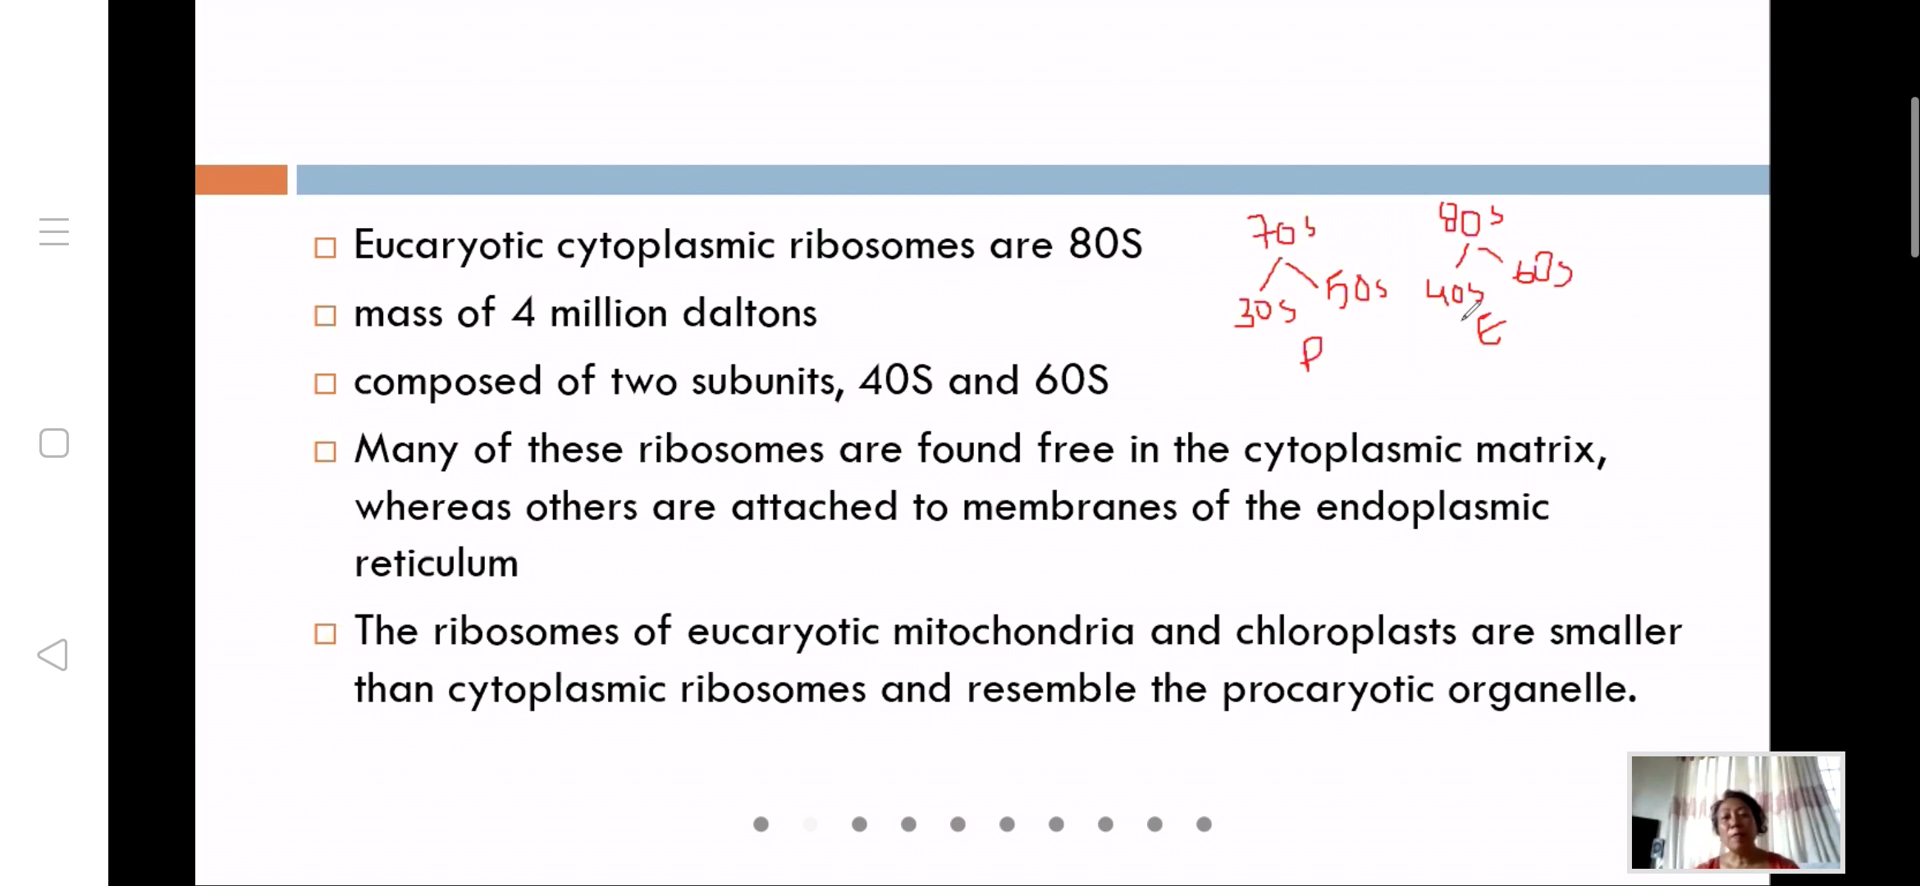 Eucaryotic cytoplasmic ribosomes are 80S
mass of 4 million daltons
composed of two subunits, 40S and 60S
Many of these ribosomes are found free in the cytoplasmic matrix,
whereas others are attached to membranes of the endoplasmic
reticulum
The ribosomes of eucaryotic mitochondria and chloroplasts are smaller
than cytoplasmic ribosomes and resemble the procaryotic organelle.
70s
30s 50s
P
80s
40s 60s
E